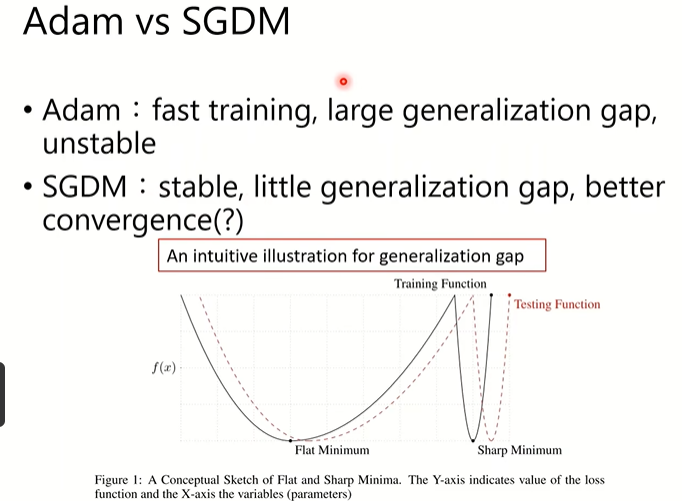 Adam vs SGDM
• Adam：fast training, large generalization gap,
unstable
• SGDM：stable, little generalization gap, better
convergence(?)
An intuitive illustration for generalization gap
Training Function
Testing Function
f(x)
Flat Minimum
Sharp Minimum
Figure 1: A Conceptual Sketch of Flat and Sharp Minima. The Y-axis indicates value of the loss
function and the X-axis the variables (parameters)